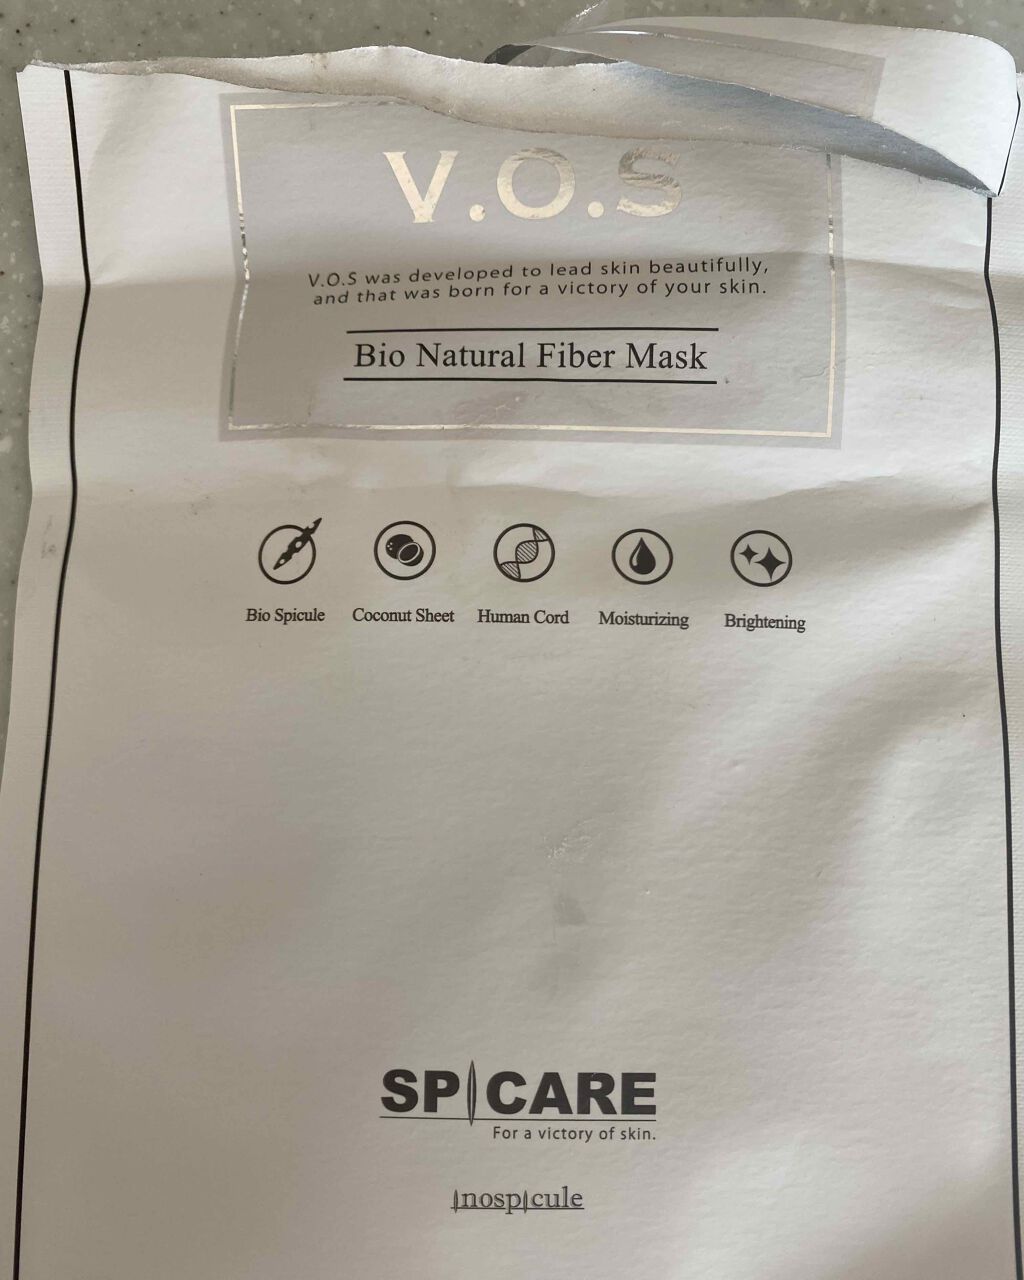 V.O.S
V.O.S was developed to lead skin beautifully,
and that was born for a victory of your skin.
Bio Natural Fiber Mask
Bio Spicule Coconut Sheet Human Cord Moisturizing Brightening
SPICARE
For a victory of skin.
inospicule